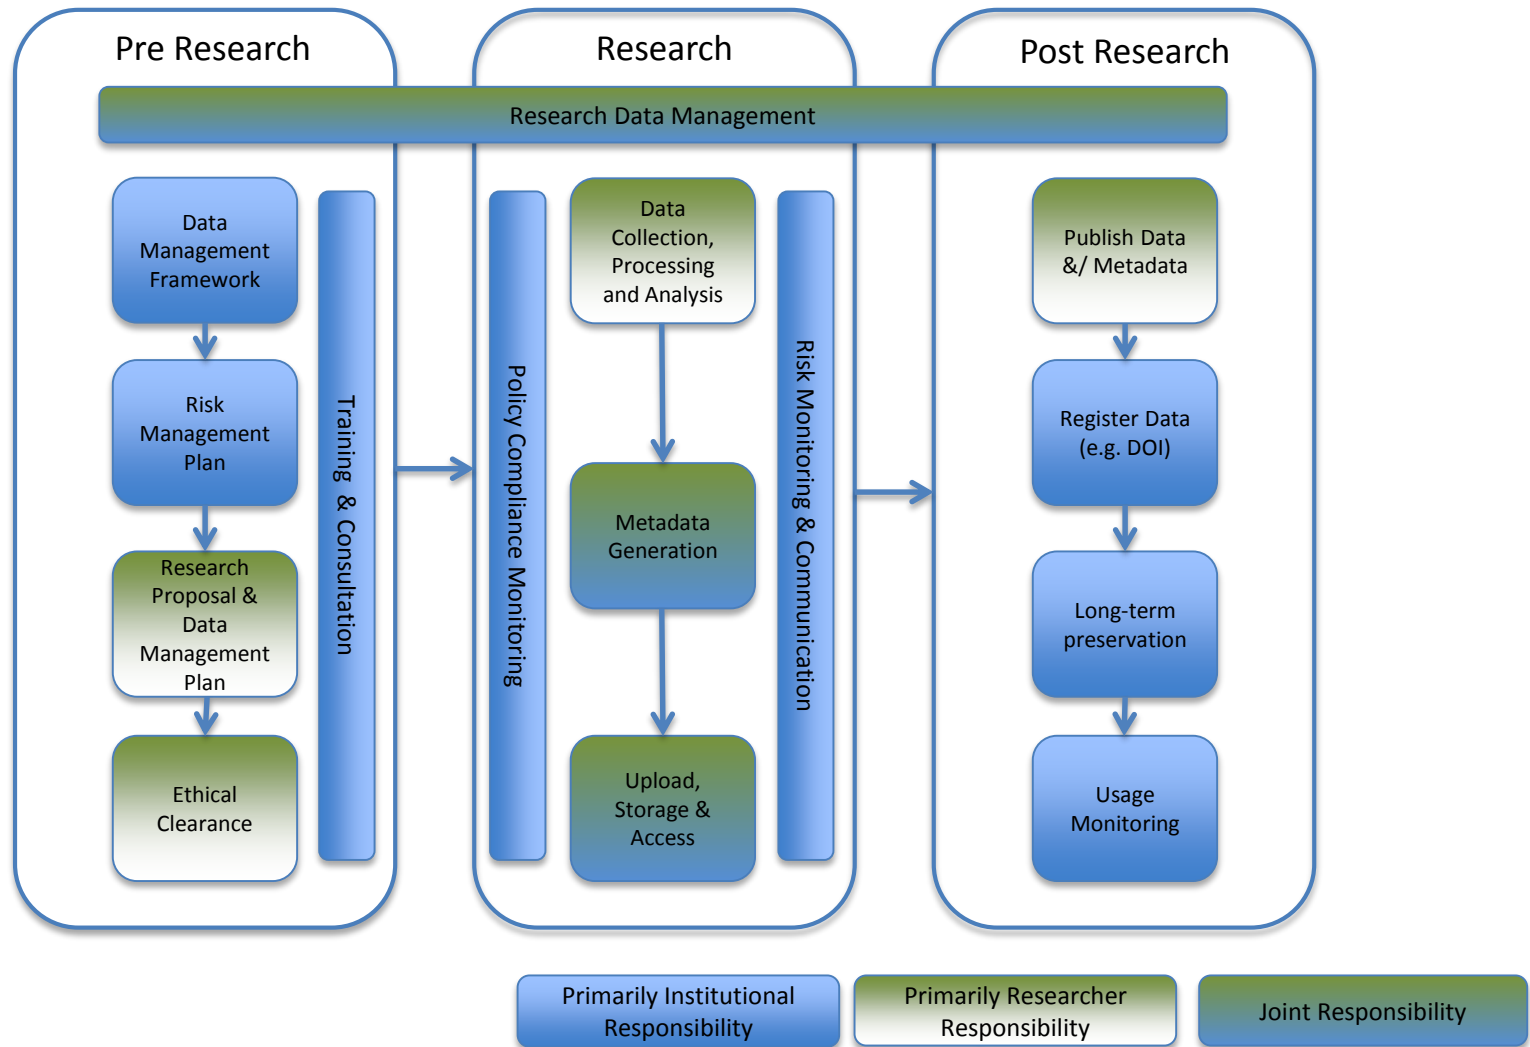 Pre Research
Research
Post Research
Research Data Management
Data
Management
Framework
Risk
Management
Plan
Research
Proposal &
Data
Management
Plan
Ethical
Clearance
Training & Consultation
Policy Compliance Monitoring
Data
Collection,
Processing
and Analysis
Metadata
Generation
Upload,
Storage &
Access
Risk Monitoring & Communication
Publish Data
&/ Metadata
Register Data
(e.g. DOI)
Long-term
preservation
Usage
Monitoring
Primarily Institutional
Responsibility
Primarily Researcher
Responsibility
Joint Responsibility